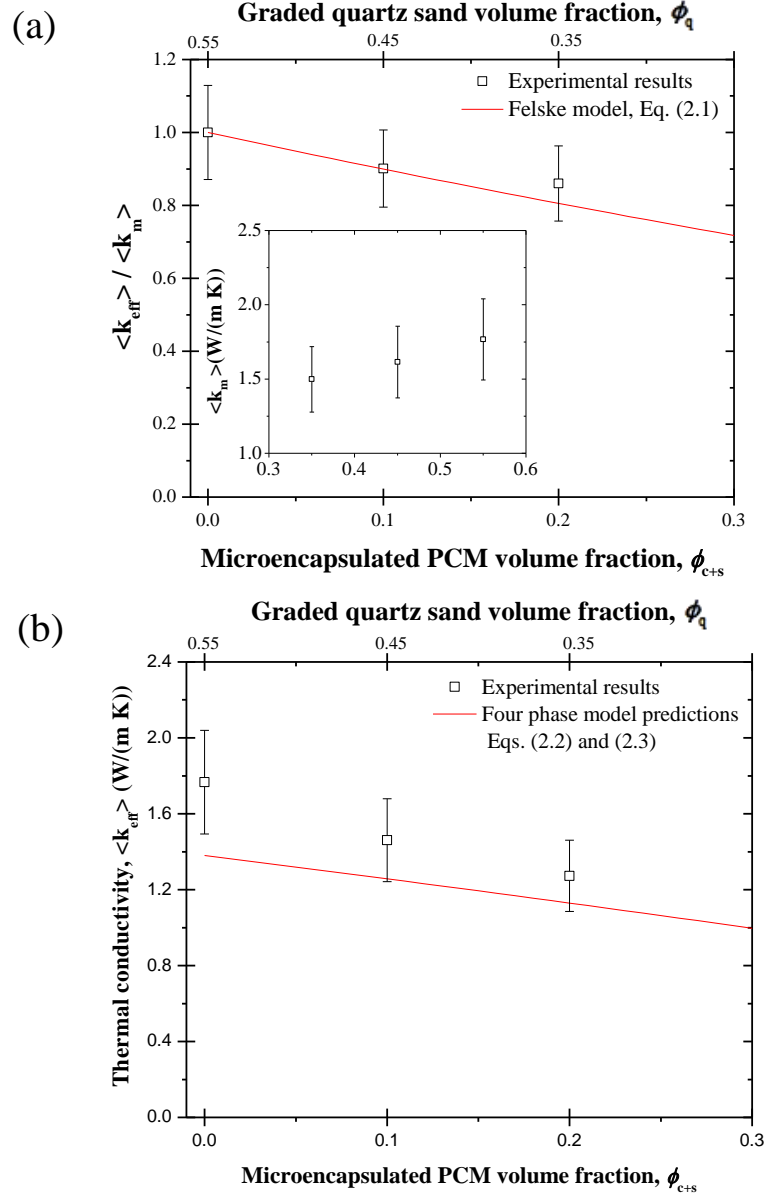 (a)
Graded quartz sand volume fraction, ϕq
0.55 0.45 0.35
Experimental results
Felske model, Eq. (2.1)
1.2
1.0
0.8
0.6
0.4
0.2
0.0
<keff> / <km>
2.5
2.0
1.5
1.0
<km>(W/(m K))
0.3 0.4 0.5 0.6
0.0 0.1 0.2 0.3
Microencapsulated PCM volume fraction, ϕc+s
(b)
Graded quartz sand volume fraction, ϕq
0.55 0.45 0.35
Experimental results
Four phase model predictions
Eqs. (2.2) and (2.3)
2.4
2.0
1.6
1.2
0.8
0.4
0.0
Thermal conductivity, <keff> (W/(m K))
0.0 0.1 0.2 0.3
Microencapsulated PCM volume fraction, ϕc+s